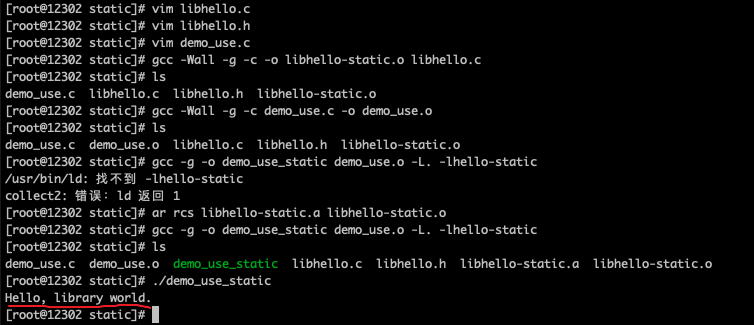 [root@12302 static]# vim libhello.c
[root@12302 static]# vim libhello.h
[root@12302 static]# vim demo_use.c
[root@12302 static]# gcc -Wall -g -c -o libhello-static.o libhello.c
[root@12302 static]# ls
demo_use.c  libhello.c  libhello.h  libhello-static.o
[root@12302 static]# gcc -Wall -g -c demo_use.c -o demo_use.o
[root@12302 static]# ls
demo_use.c  demo_use.o  libhello.c  libhello.h  libhello-static.o
[root@12302 static]# gcc -g -o demo_use_static demo_use.o -L. -lhello-static
/usr/bin/ld: 找不到 -lhello-static
collect2: 错误：ld 返回 1
[root@12302 static]# ar rcs libhello-static.a libhello-static.o
[root@12302 static]# gcc -g -o demo_use_static demo_use.o -L. -lhello-static
[root@12302 static]# ls
demo_use.c  demo_use.o  demo_use_static  libhello.c  libhello.h  libhello-static.a  libhello-static.o
[root@12302 static]# ./demo_use_static
Hello, library world.
[root@12302 static]#